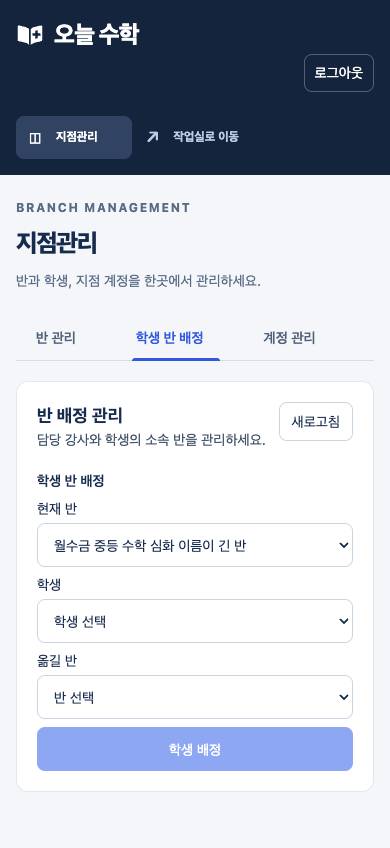 오늘 수학
로그아웃
지점관리
작업실로 이동
BRANCH MANAGEMENT
지점관리
반과 학생, 지점 계정을 한곳에서 관리하세요.
반 관리
학생 반 배정
계정 관리
반 배정 관리
새로고침
담당 강사와 학생의 소속 반을 관리하세요.
학생 반 배정
현재 반
월수금 중등 수학 심화 이름이 긴 반
학생
학생 선택
옮길 반
반 선택
학생 배정